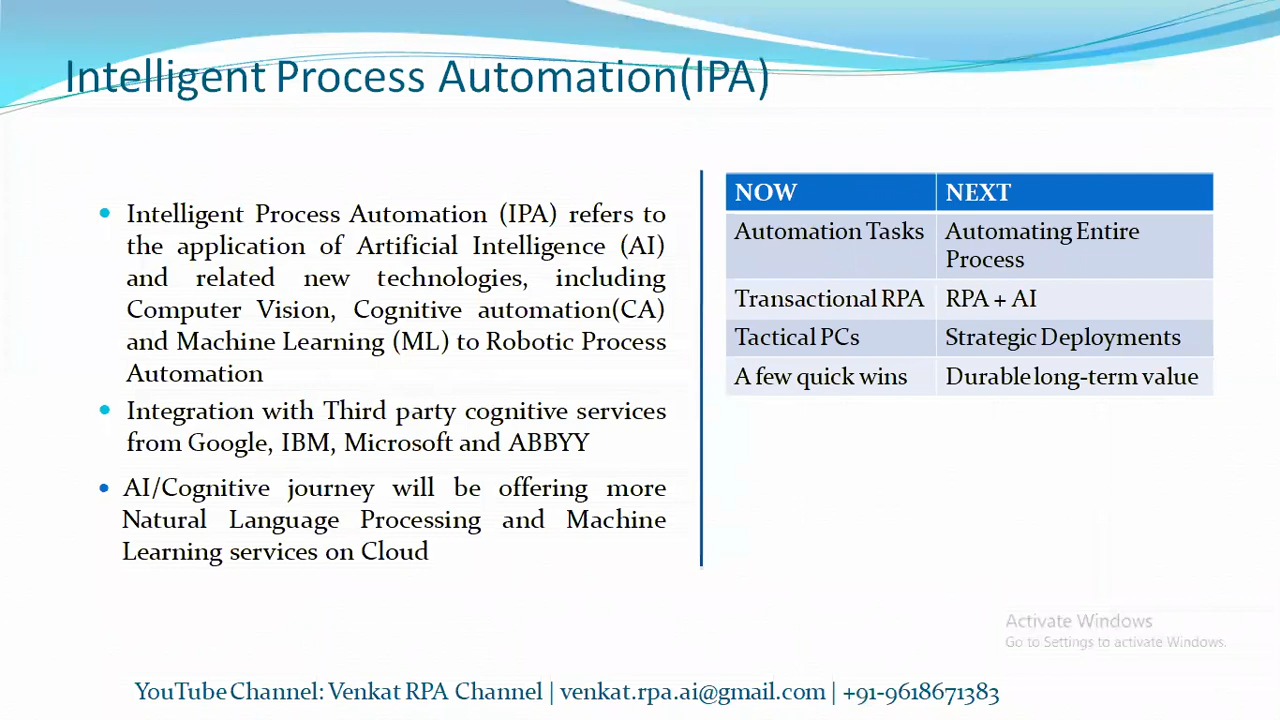 Intelligent Process Automation(IPA)
Intelligent Process Automation (IPA) refers to
the application of Artificial Intelligence (AI)
and related new technologies, including
Computer Vision, Cognitive automation(CA)
and Machine Learning (ML) to Robotic Process
Automation
Integration with Third party cognitive services
from Google, IBM, Microsoft and ABBYY
AI/Cognitive journey will be offering more
Natural Language Processing and Machine
Learning services on Cloud
NOW NEXT
Automation Tasks Automating Entire
Process
Transactional RPA RPA + AI
Tactical PCs Strategic Deployments
A few quick wins Durable long-term value
Activate Windows
Go to Settings to activate Windows.
YouTube Channel: Venkat RPA Channel | venkat.rpa.ai@gmail.com | +91-9618671383